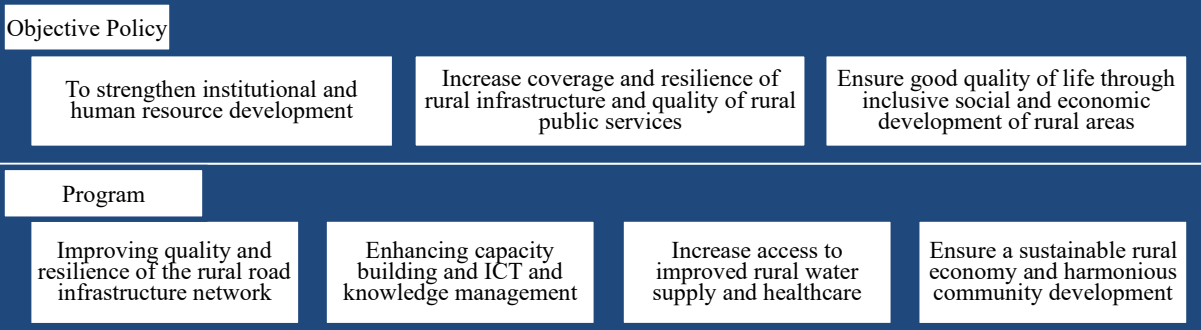 Objective Policy
To strengthen institutional and
human resource development
Increase coverage and resilience of
rural infrastructure and quality of rural
public services
Ensure good quality of life through
inclusive social and economic
development of rural areas
Program
Improving quality and
resilience of the rural road
infrastructure network
Enhancing capacity
building and ICT and
knowledge management
Increase access to
improved rural water
supply and healthcare
Ensure a sustainable rural
economy and harmonious
community development